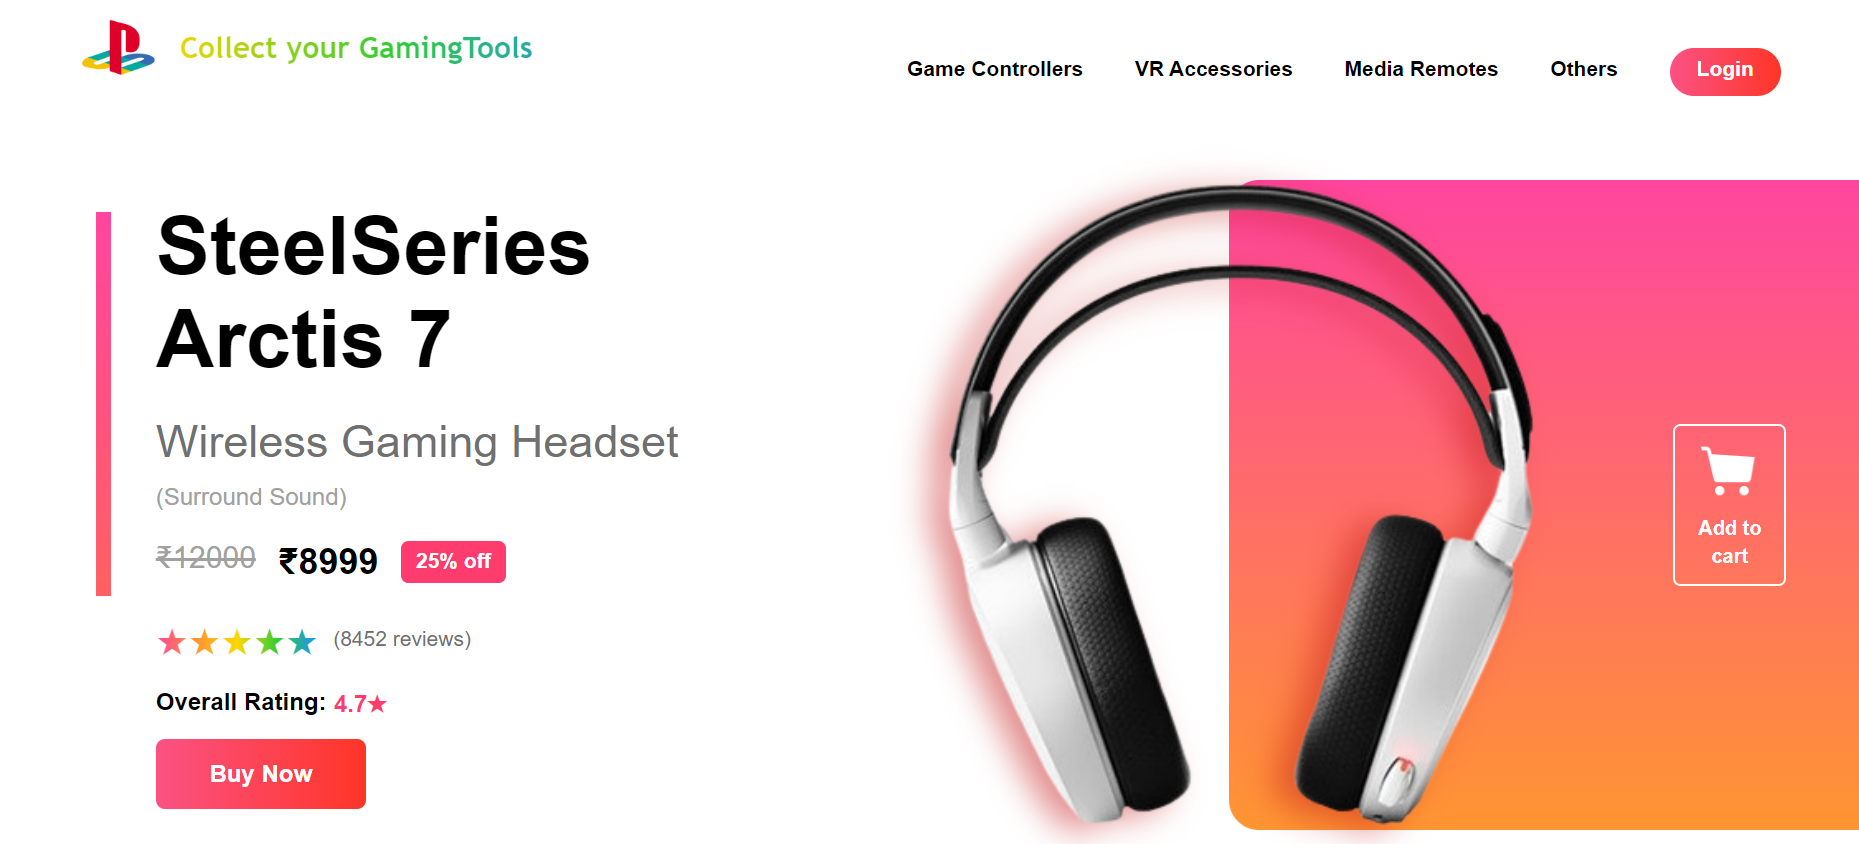 Collect your GamingTools
Game Controllers
VR Accessories
Media Remotes
Others
Login
SteelSeries
Arctis 7
Wireless Gaming Headset
(Surround Sound)
₹12000 ₹8999 25% off
★★★★★ (8452 reviews)
Overall Rating: 4.7★
Buy Now
Add to
cart